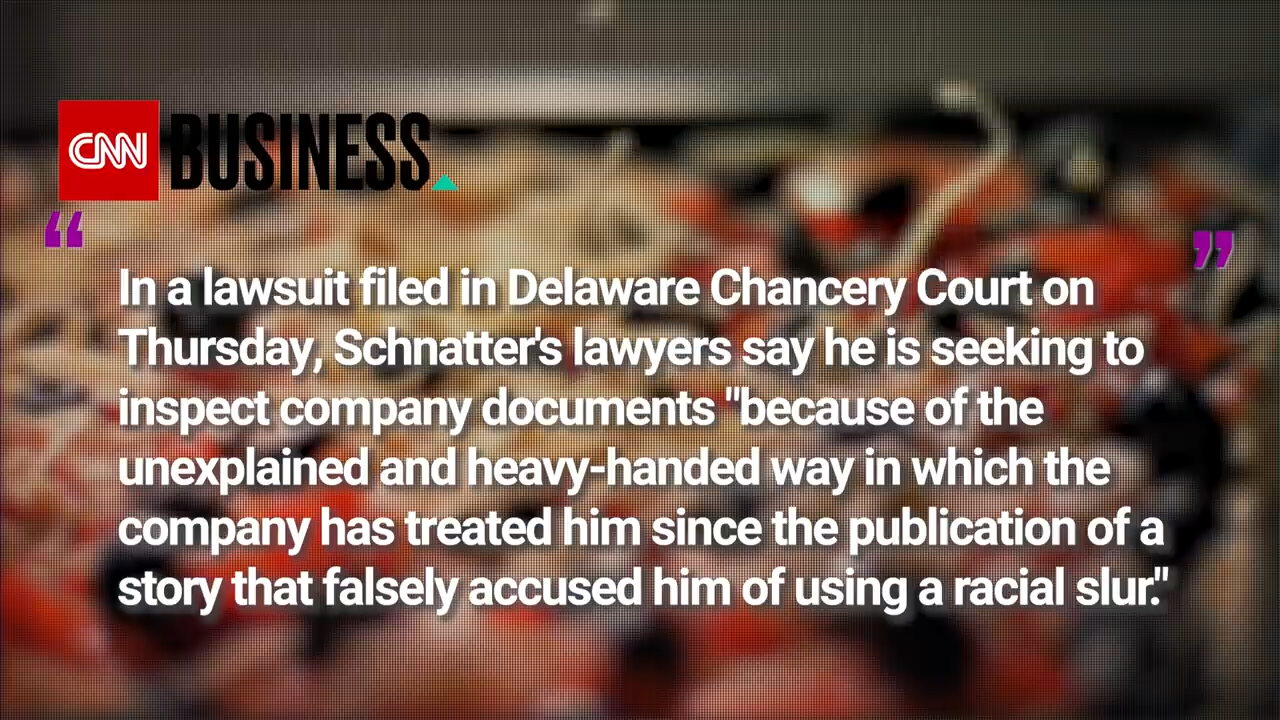 CNN BUSINESS
“
”
In a lawsuit filed in Delaware Chancery Court on
Thursday, Schnatter's lawyers say he is seeking to
inspect company documents "because of the
unexplained and heavy-handed way in which the
company has treated him since the publication of a
story that falsely accused him of using a racial slur."